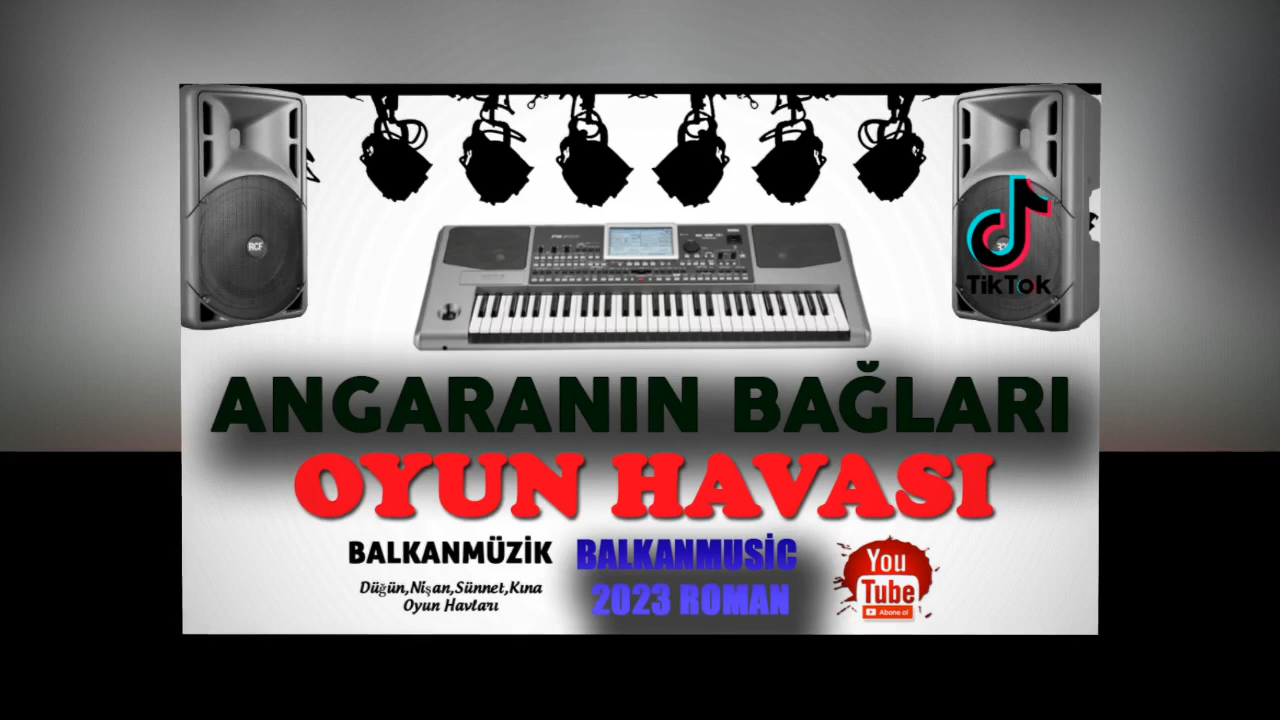 RCF
TikTok
ANGARANIN BAĞLARI
OYUN HAVASI
BALKANMÜZİK
Düğün,Nişan,Sünnet,Kına
Oyun Havları
BALKANMUSİC
2023 ROMAN
You
Tube
Abone ol